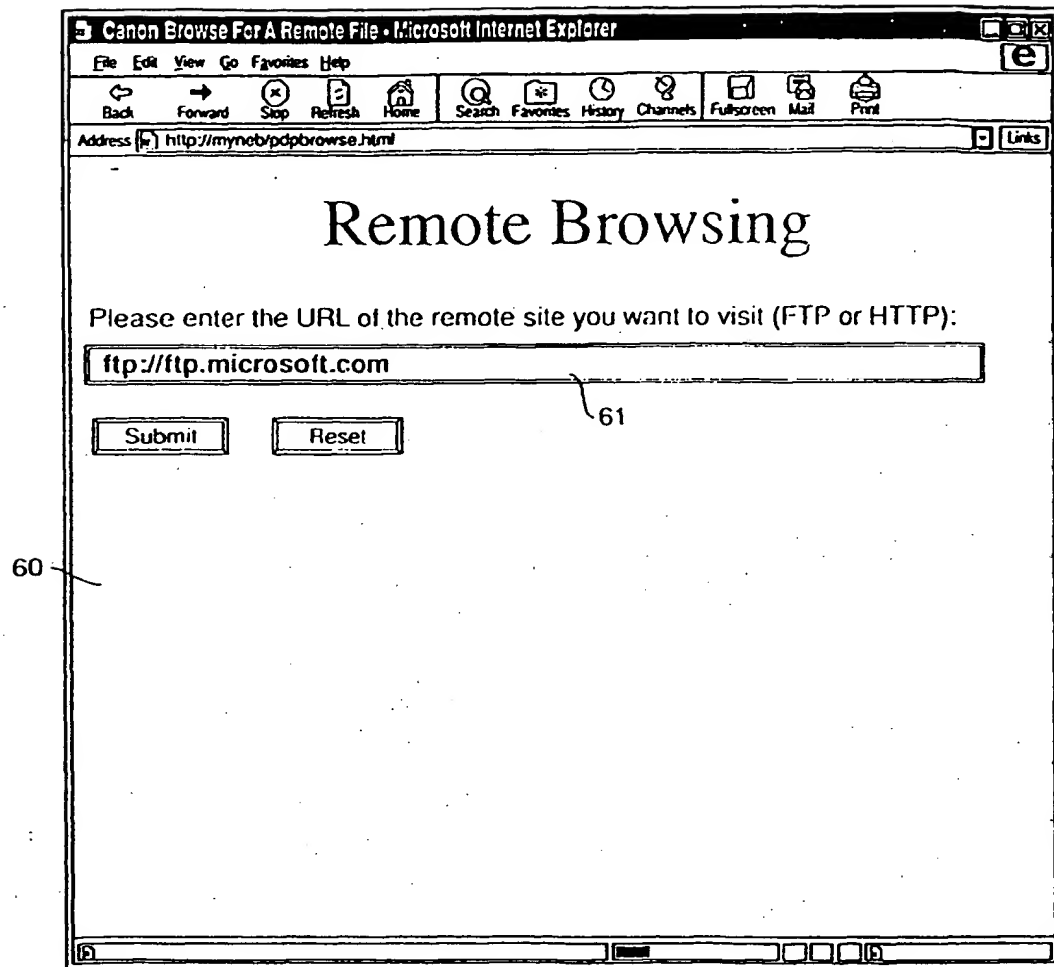 Canon Browse For A Remote File - Microsoft Internet Explorer
File Edit View Go Favorites Help
Back Forward Stop Refresh Home Search Favorites History Channels Fullscreen Mail Print
Address http://myneb/pdpbrowse.html Links
Remote Browsing
Please enter the URL of the remote site you want to visit (FTP or HTTP):
ftp://ftp.microsoft.com
61
Submit Reset
60